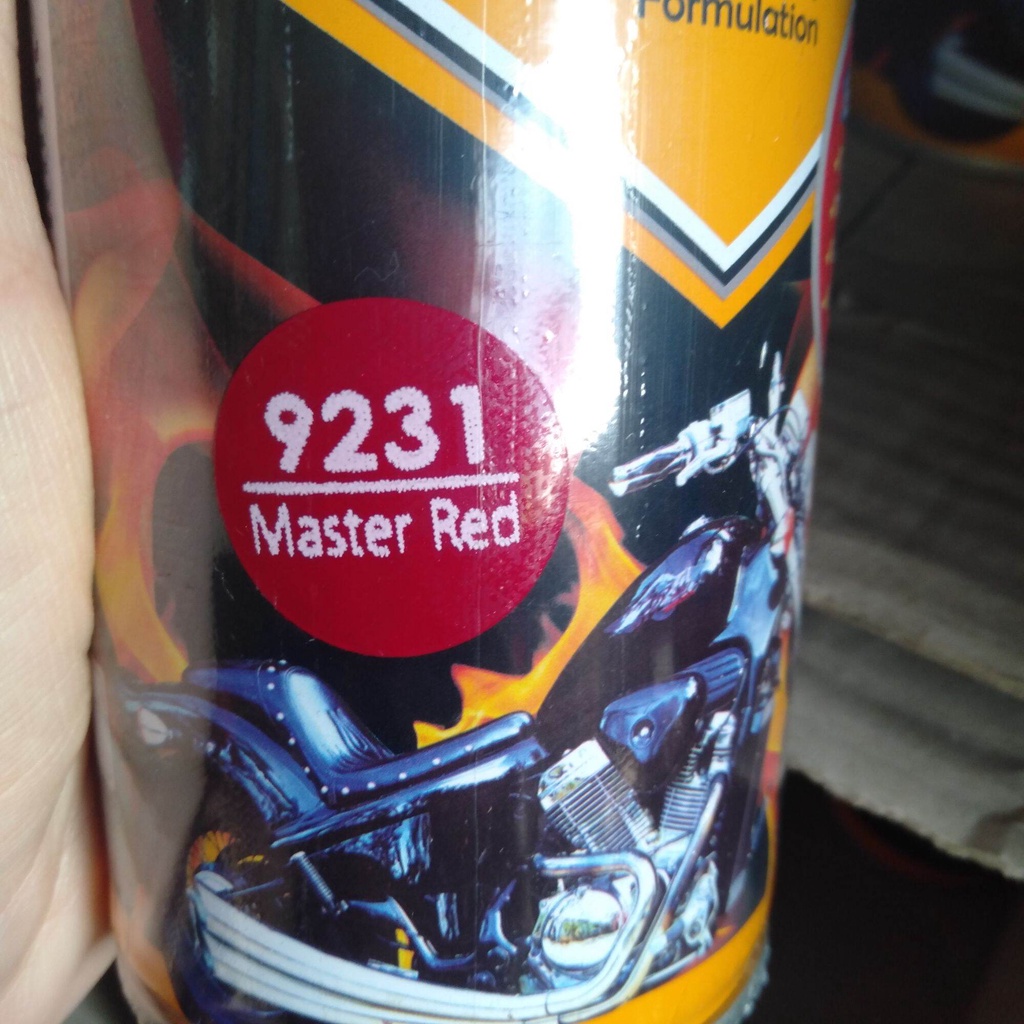 Formulation
9231
Master Red